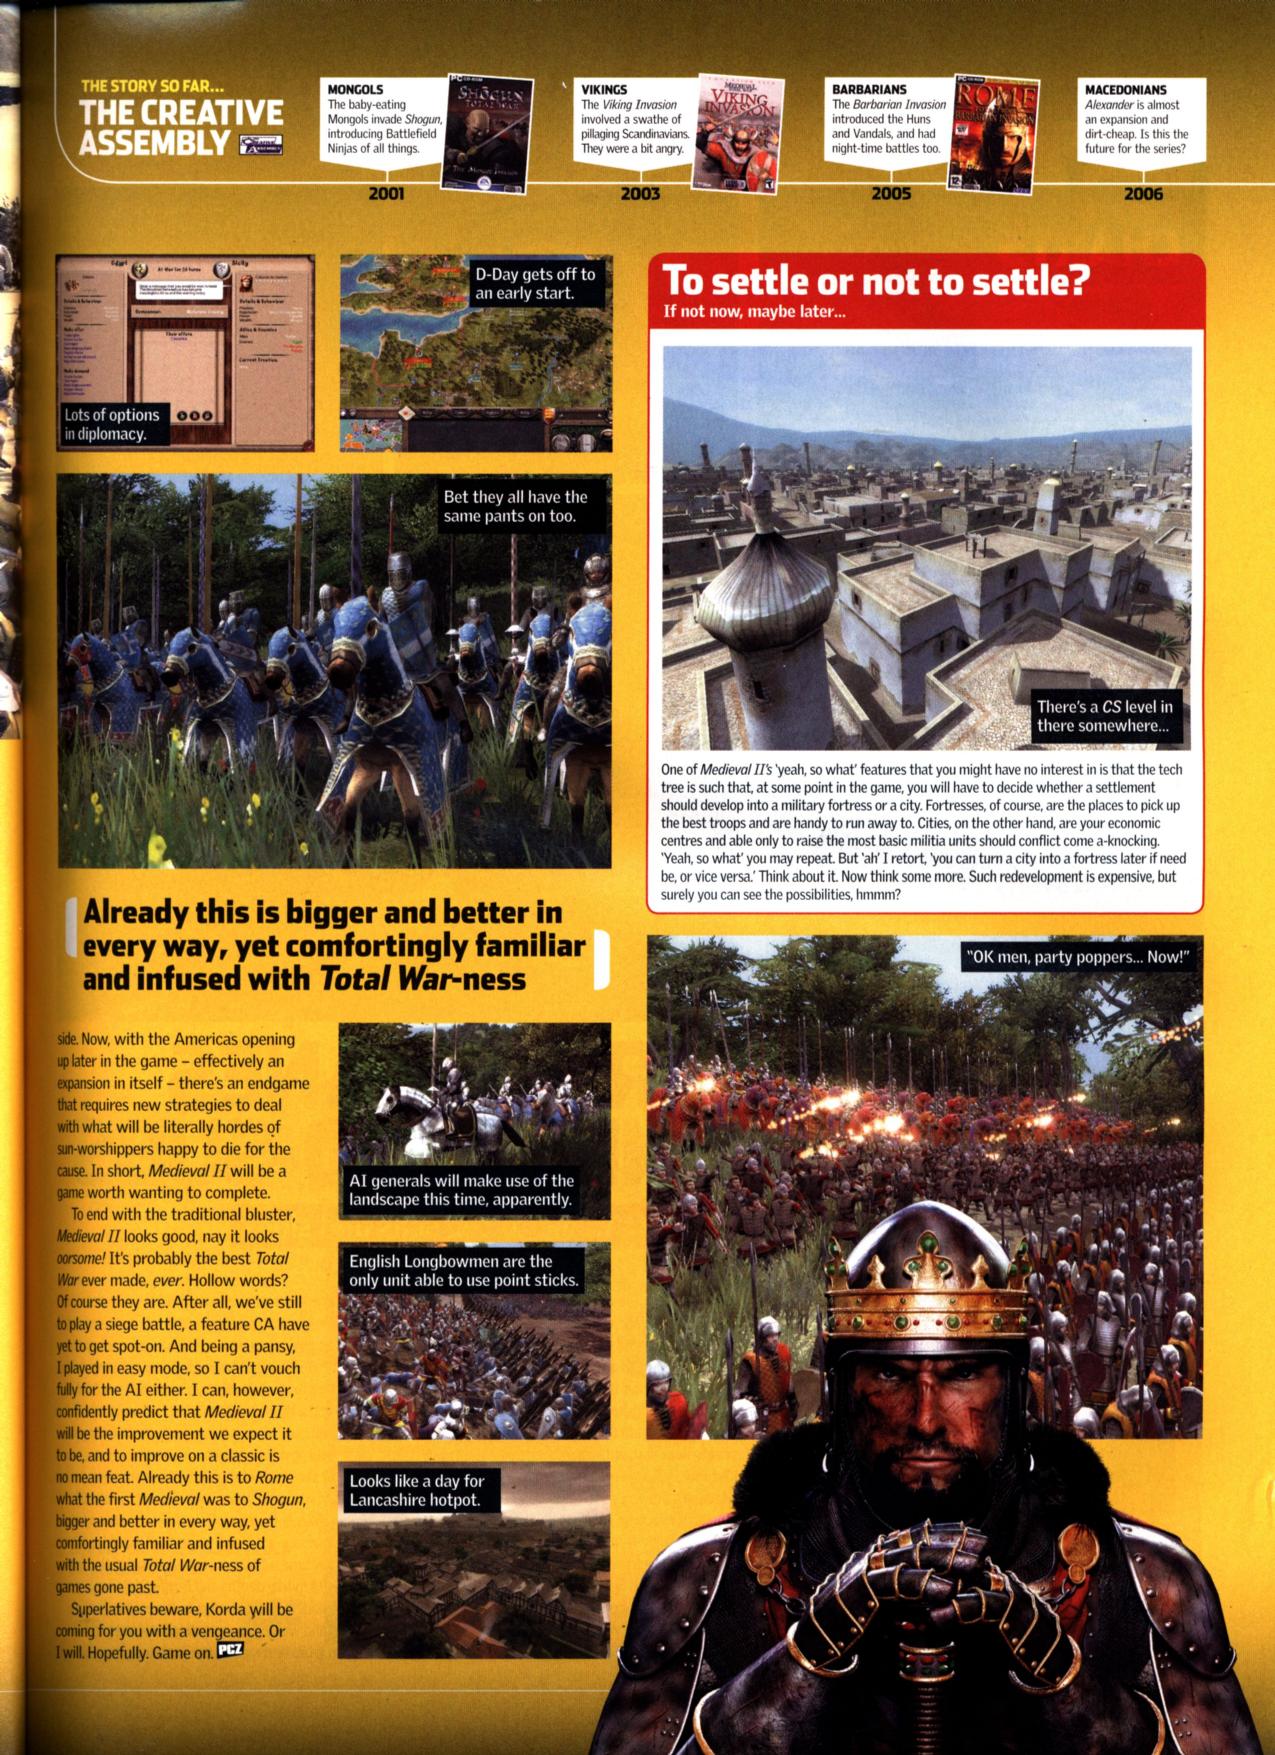 THE STORY SO FAR...
THE CREATIVE
ASSEMBLY
MONGOLS
The baby-eating
Mongols invade Shogun,
introducing Battlefield
Ninjas of all things.
2001
VIKINGS
The Viking Invasion
involved a swathe of
pillaging Scandinavians.
They were a bit angry.
VIKING
INVASION
2003
BARBARIANS
The Barbarian Invasion
introduced the Huns
and Vandals, and had
night-time battles too.
ROME
2005
MACEDONIANS
Alexander is almost
an expansion and
dirt-cheap. Is this the
future for the series?
2006
Lots of options
in diplomacy.
D-Day gets off to
an early start.
Bet they all have the
same pants on too.
Already this is bigger and better in
every way, yet comfortingly familiar
and infused with Total War-ness
side. Now, with the Americas opening
up later in the game – effectively an
expansion in itself – there's an endgame
that requires new strategies to deal
with what will be literally hordes of
sun-worshippers happy to die for the
cause. In short, Medieval II will be a
game worth wanting to complete.
To end with the traditional bluster,
Medieval II looks good, nay it looks
oorsome! It's probably the best Total
War ever made, ever. Hollow words?
Of course they are. After all, we've still
to play a siege battle, a feature CA have
yet to get spot-on. And being a pansy,
I played in easy mode, so I can't vouch
fully for the AI either. I can, however,
confidently predict that Medieval II
will be the improvement we expect it
to be, and to improve on a classic is
no mean feat. Already this is to Rome
what the first Medieval was to Shogun,
bigger and better in every way, yet
comfortingly familiar and infused
with the usual Total War-ness of
games gone past.
Superlatives beware, Korda will be
coming for you with a vengeance. Or
I will. Hopefully. Game on. PCZ
AI generals will make use of the
landscape this time, apparently.
English Longbowmen are the
only unit able to use point sticks.
Looks like a day for
Lancashire hotpot.
To settle or not to settle?
If not now, maybe later...
There's a CS level in
there somewhere...
One of Medieval II's 'yeah, so what' features that you might have no interest in is that the tech
tree is such that, at some point in the game, you will have to decide whether a settlement
should develop into a military fortress or a city. Fortresses, of course, are the places to pick up
the best troops and are handy to run away to. Cities, on the other hand, are your economic
centres and able only to raise the most basic militia units should conflict come a-knocking.
'Yeah, so what' you may repeat. But 'ah' I retort, 'you can turn a city into a fortress later if need
be, or vice versa.' Think about it. Now think some more. Such redevelopment is expensive, but
surely you can see the possibilities, hmmm?
"OK men, party poppers... Now!"